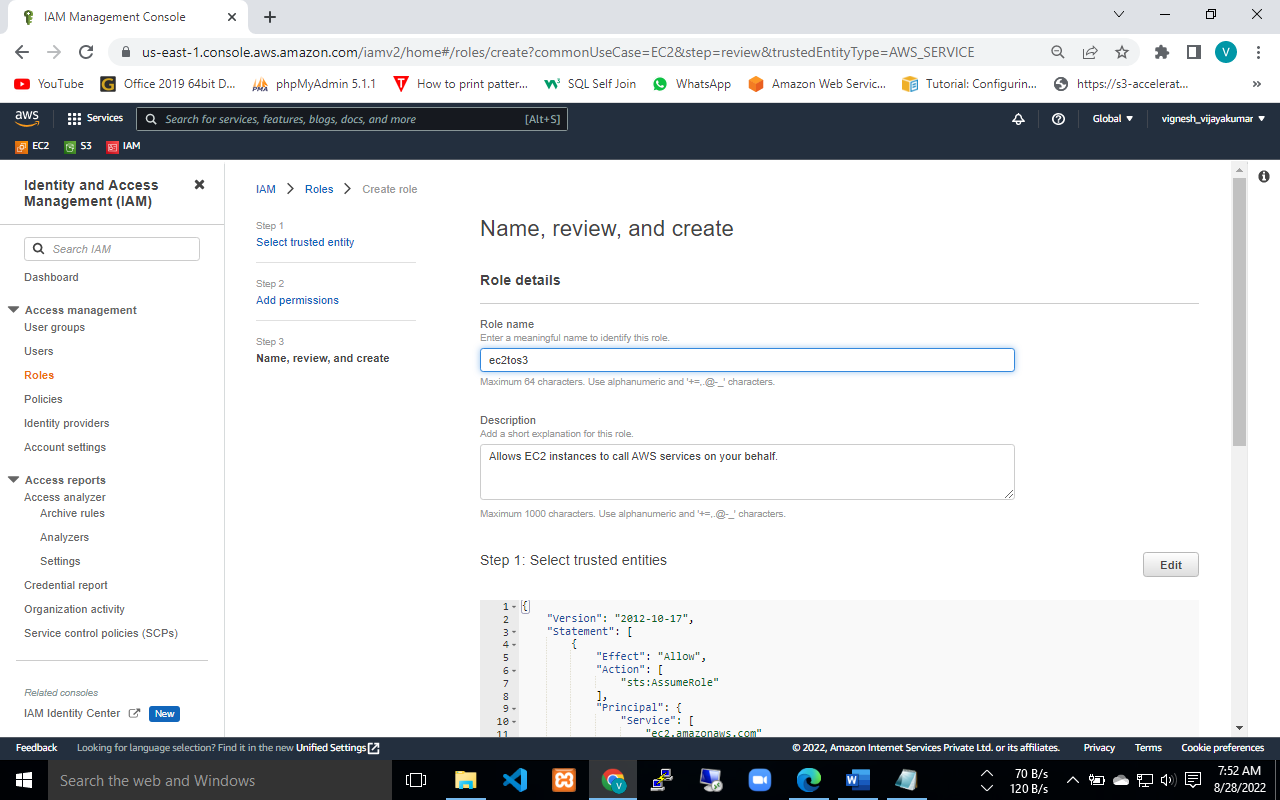 IAM Management Console
us-east-1.console.aws.amazon.com/iamv2/home#/roles/create?commonUseCase=EC2&step=review&trustedEntityType=AWS_SERVICE
V
YouTube
Office 2019 64bit D...
phpMyAdmin 5.1.1
How to print patter...
SQL Self Join
WhatsApp
Amazon Web Servic...
Tutorial: Configurin...
https://s3-accelerat...
»
aws
Services
Search for services, features, blogs, docs, and more
[Alt+S]
Global
vignesh_vijayakumar
EC2
S3
IAM
Identity and Access
Management (IAM)
Search IAM
Dashboard
Access management
User groups
Users
Roles
Policies
Identity providers
Account settings
Access reports
Access analyzer
Archive rules
Analyzers
Settings
Credential report
Organization activity
Service control policies (SCPs)
Related consoles
IAM Identity Center
New
IAM
Roles
Create role
Step 1
Select trusted entity
Step 2
Add permissions
Step 3
Name, review, and create
Name, review, and create
Role details
Role name
Enter a meaningful name to identify this role.
ec2tos3
Maximum 64 characters. Use alphanumeric and '+=,.@-_' characters.
Description
Add a short explanation for this role.
Allows EC2 instances to call AWS services on your behalf.
Maximum 1000 characters. Use alphanumeric and '+=,.@-_' characters.
Step 1: Select trusted entities
Edit
1 {
2 "Version": "2012-10-17",
3 "Statement": [
4 {
5 "Effect": "Allow",
6 "Action": [
7 "sts:AssumeRole"
8 ],
9 "Principal": {
10 "Service": [
11 "ec2.amazonaws.com"
Feedback
Looking for language selection? Find it in the new Unified Settings
© 2022, Amazon Internet Services Private Ltd. or its affiliates.
Privacy
Terms
Cookie preferences
Search the web and Windows
70 B/s
120 B/s
7:52 AM
8/28/2022